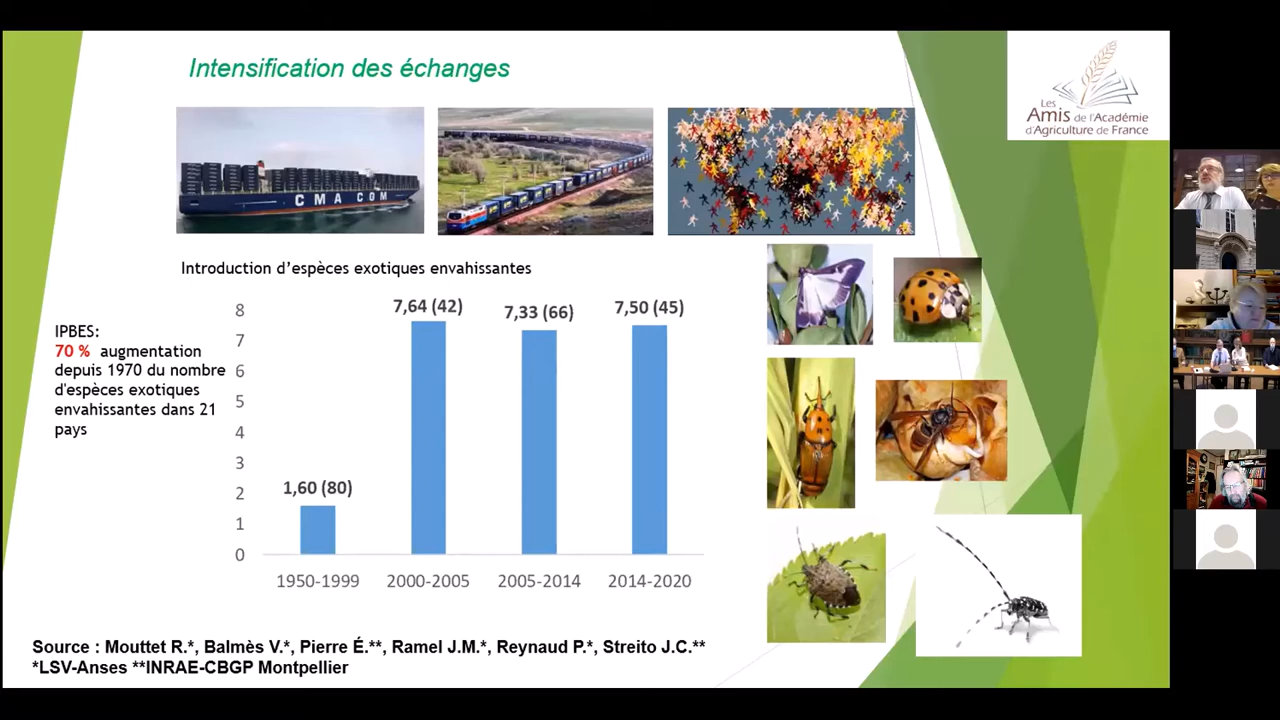 Intensification des échanges
Les
Amis de l'Académie
d'Agriculture de France
CMA CGM
Introduction d'espèces exotiques envahissantes
IPBES:
70 % augmentation
depuis 1970 du nombre
d'espèces exotiques
envahissantes dans 21
pays
8
7
6
5
4
3
2
1
0
1,60 (80)
7,64 (42)
7,33 (66)
7,50 (45)
1950-1999
2000-2005
2005-2014
2014-2020
Source : Mouttet R.*, Balmès V.*, Pierre É.**, Ramel J.M.*, Reynaud P.*, Streito J.C.**
*LSV-Anses **INRAE-CBGP Montpellier